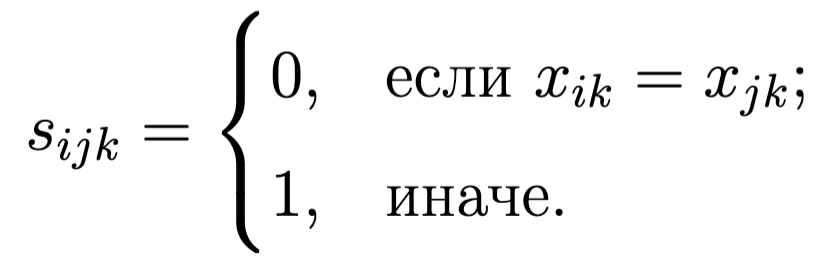 0, если x_{ik} = x_{jk};
s_{ijk} =
1, иначе.